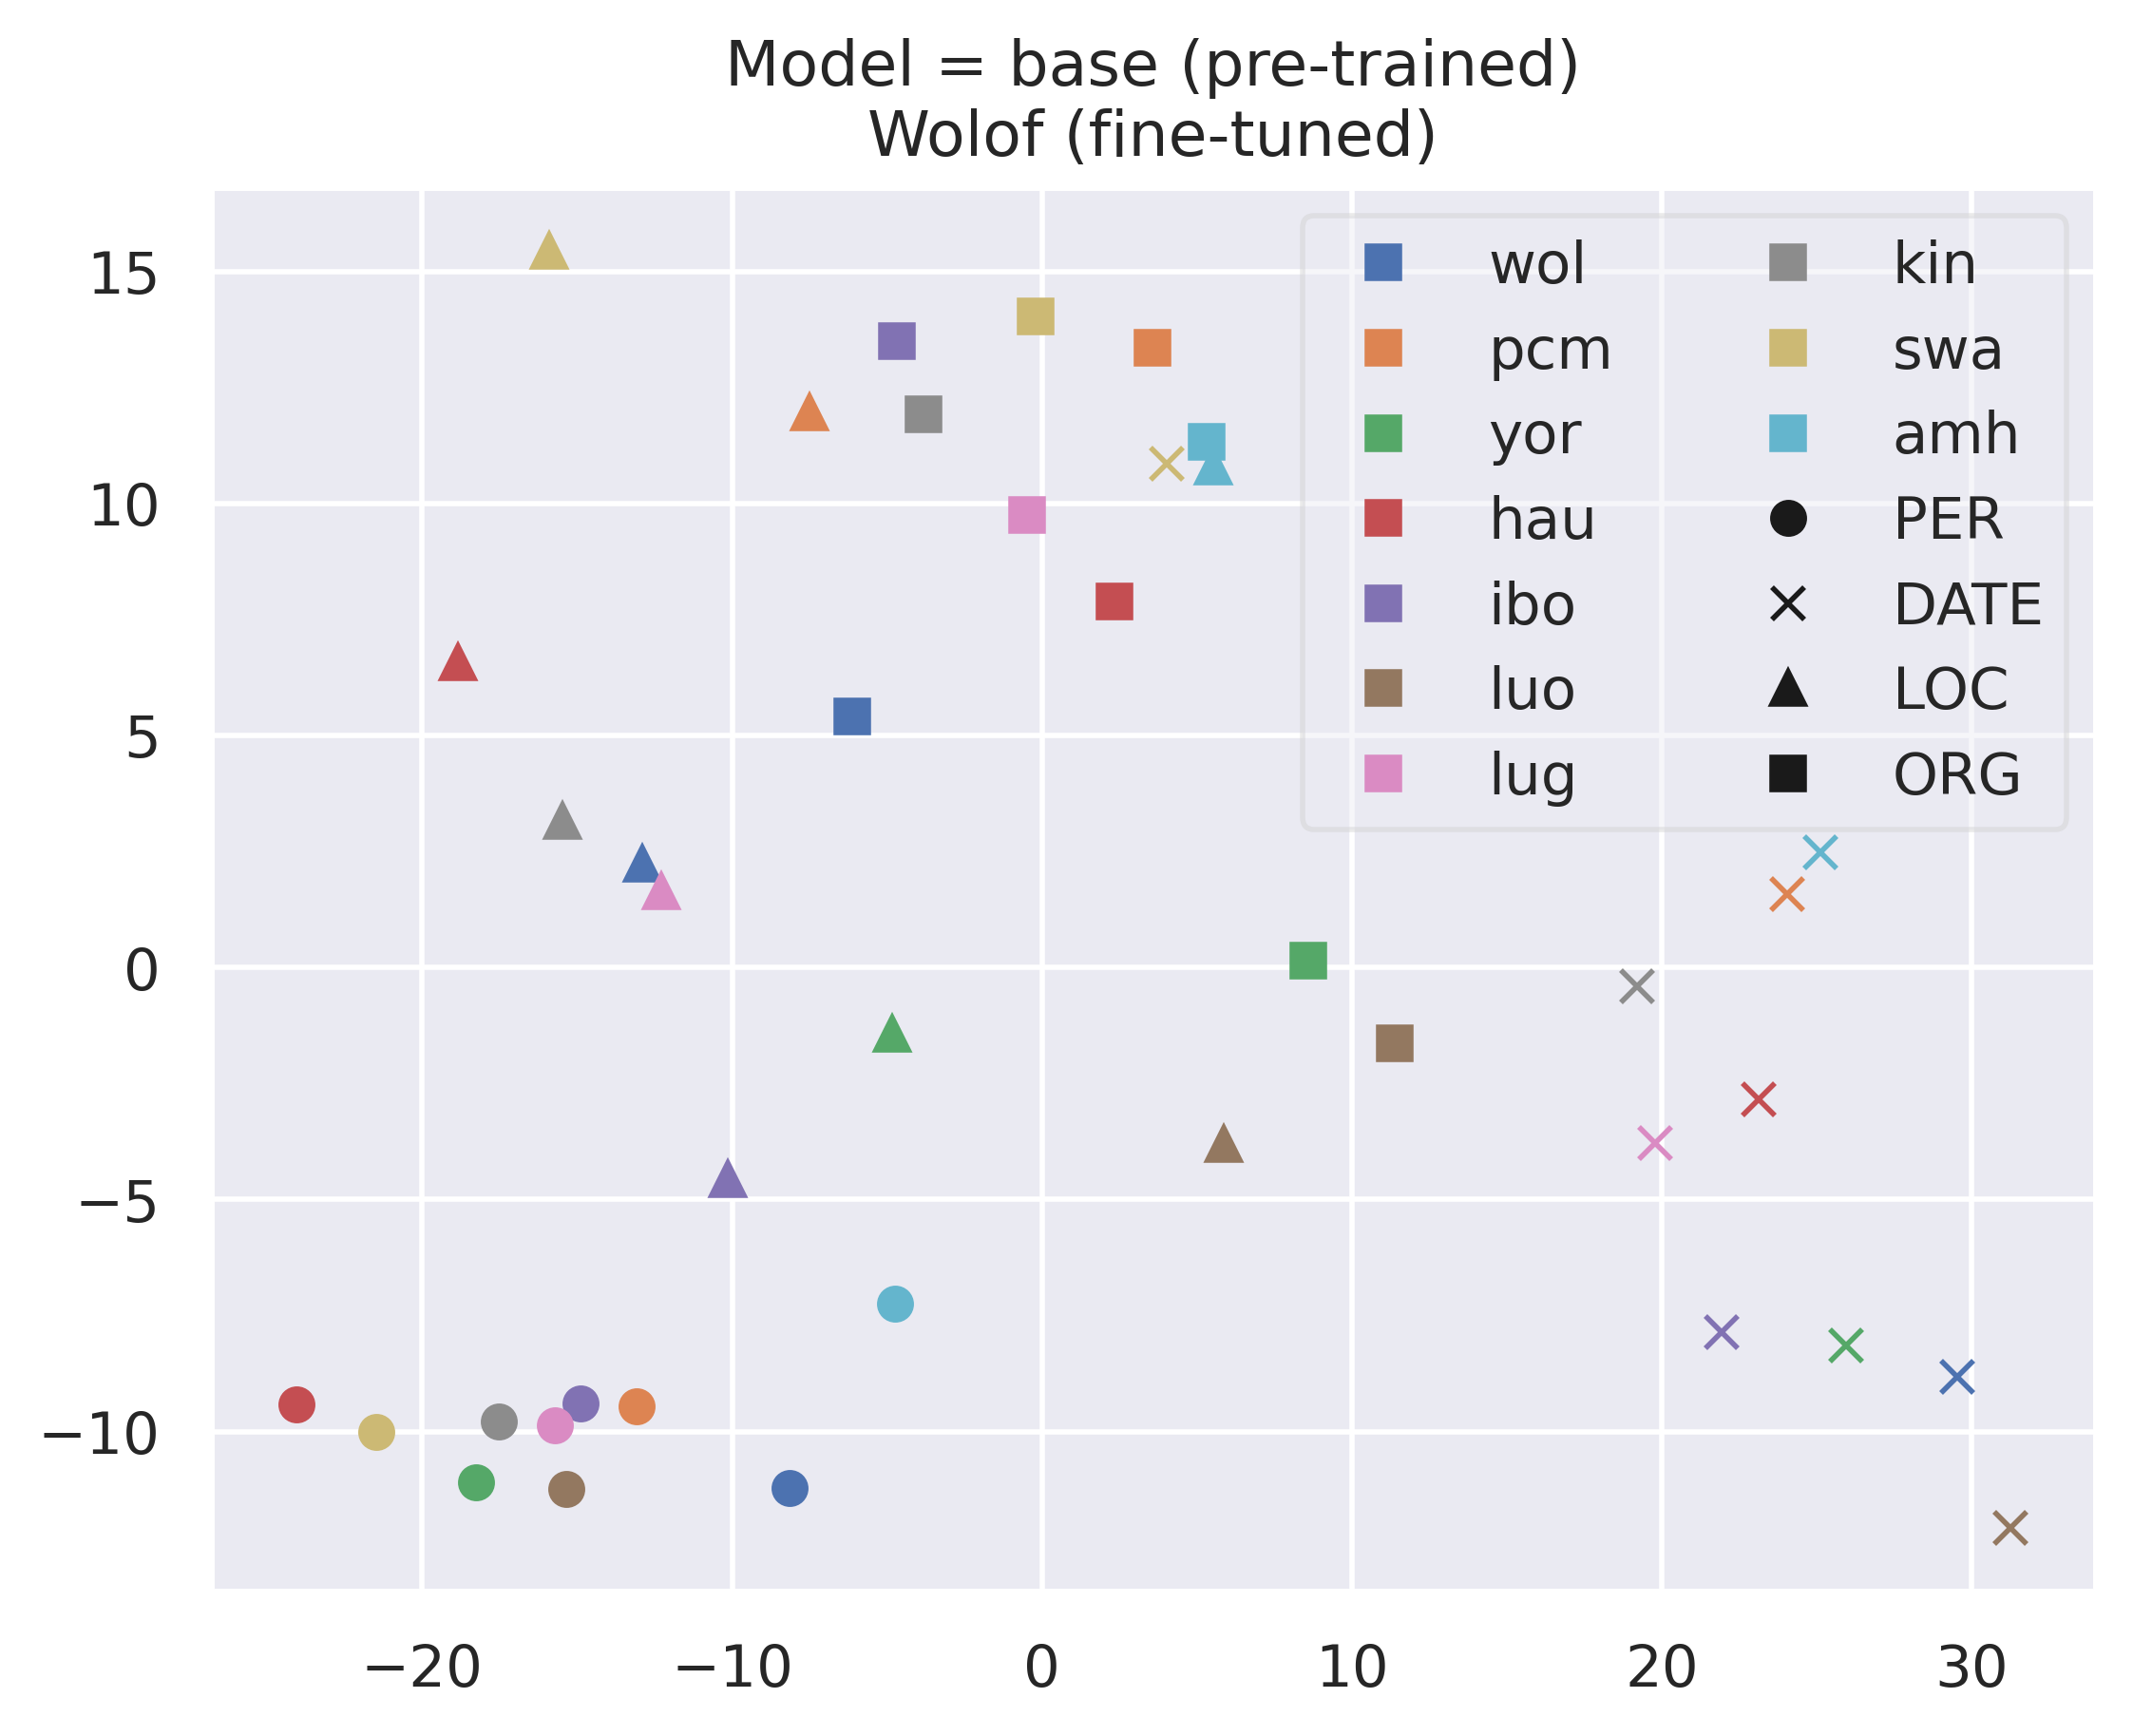 Model = base (pre-trained)
Wolof (fine-tuned)
wol
pcm
yor
hau
ibo
luo
lug
kin
swa
amh
PER
DATE
LOC
ORG
15
10
5
0
−5
−10
−20
−10
0
10
20
30